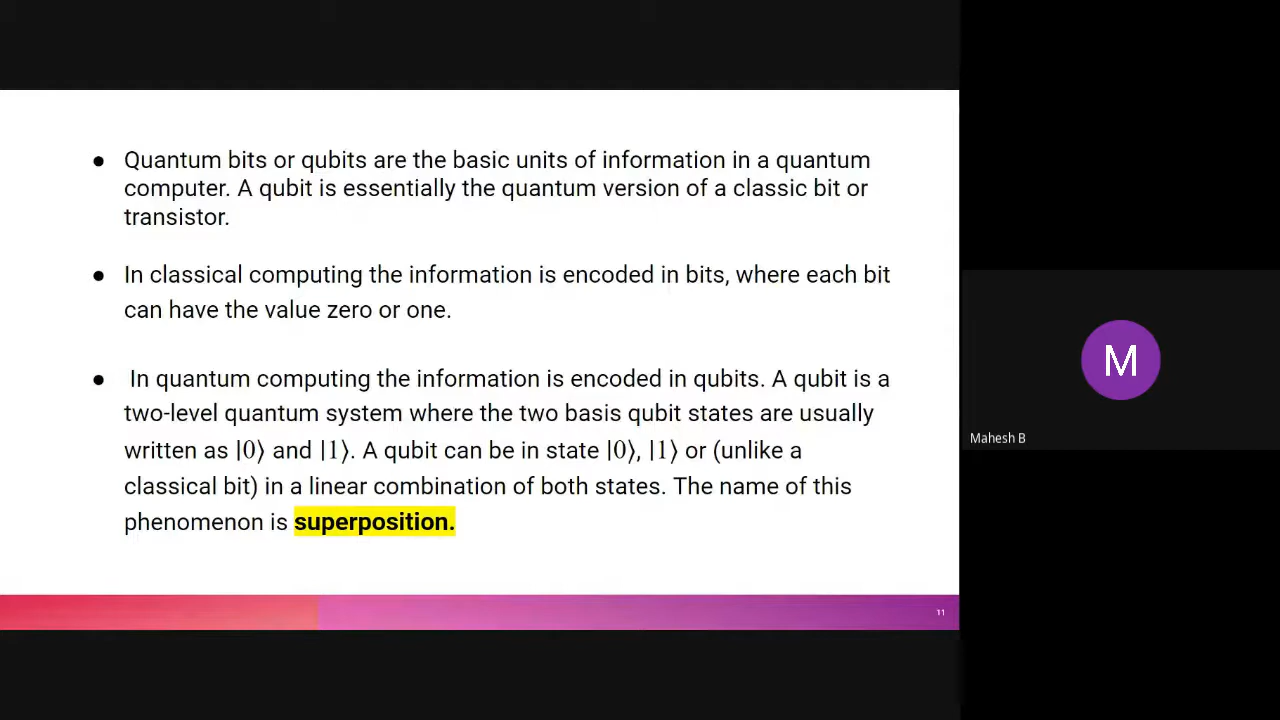 ● Quantum bits or qubits are the basic units of information in a quantum
computer. A qubit is essentially the quantum version of a classic bit or
transistor.
● In classical computing the information is encoded in bits, where each bit
can have the value zero or one.
● In quantum computing the information is encoded in qubits. A qubit is a
two-level quantum system where the two basis qubit states are usually
written as |0⟩ and |1⟩. A qubit can be in state |0⟩, |1⟩ or (unlike a
classical bit) in a linear combination of both states. The name of this
phenomenon is superposition.
11
M
Mahesh B